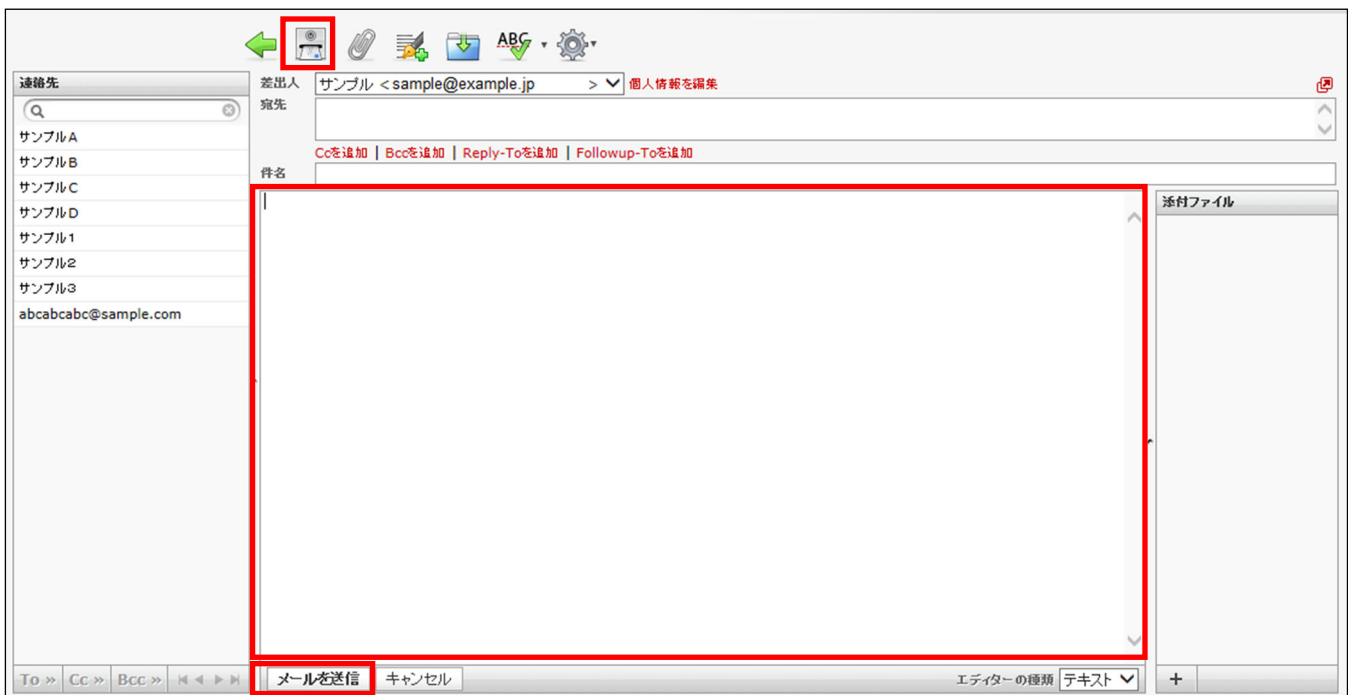 ABC
連絡先
サンプルA
サンプルB
サンプルC
サンプルD
サンプル1
サンプル2
サンプル3
abcabcabc@sample.com
To » Cc » Bcc »
差出人 サンプル <sample@example.jp > 個人情報を編集
宛先
Ccを追加 | Bccを追加 | Reply-Toを追加 | Followup-Toを追加
件名
添付ファイル
メールを送信 キャンセル エディターの種類 テキスト +